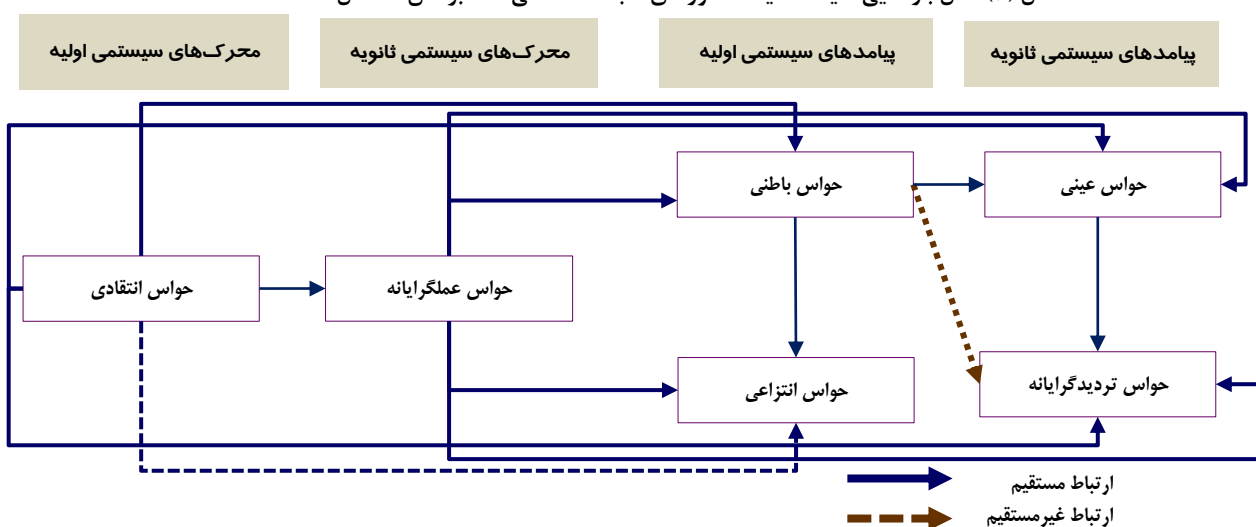 محرک‌های سیستمی اولیه
محرک‌های سیستمی ثانویه
پیامدهای سیستمی اولیه
پیامدهای سیستمی ثانویه
حواس باطنی
حواس عینی
حواس انتقادی
حواس عملگرایانه
حواس انتزاعی
حواس تردیدگرایانه
ارتباط مستقیم
ارتباط غیرمستقیم